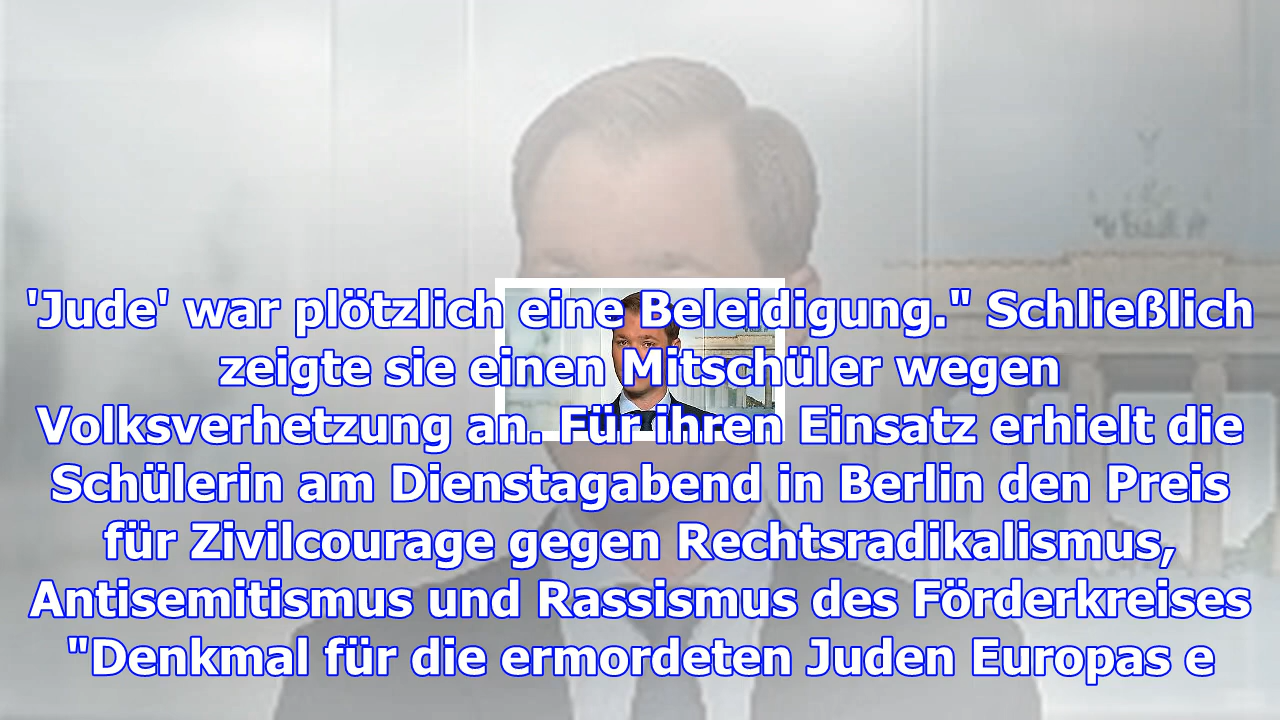 'Jude' war plötzlich eine Beleidigung." Schließlich
zeigte sie einen Mitschüler wegen
Volksverhetzung an. Für ihren Einsatz erhielt die
Schülerin am Dienstagabend in Berlin den Preis
für Zivilcourage gegen Rechtsradikalismus,
Antisemitismus und Rassismus des Förderkreises
"Denkmal für die ermordeten Juden Europas e